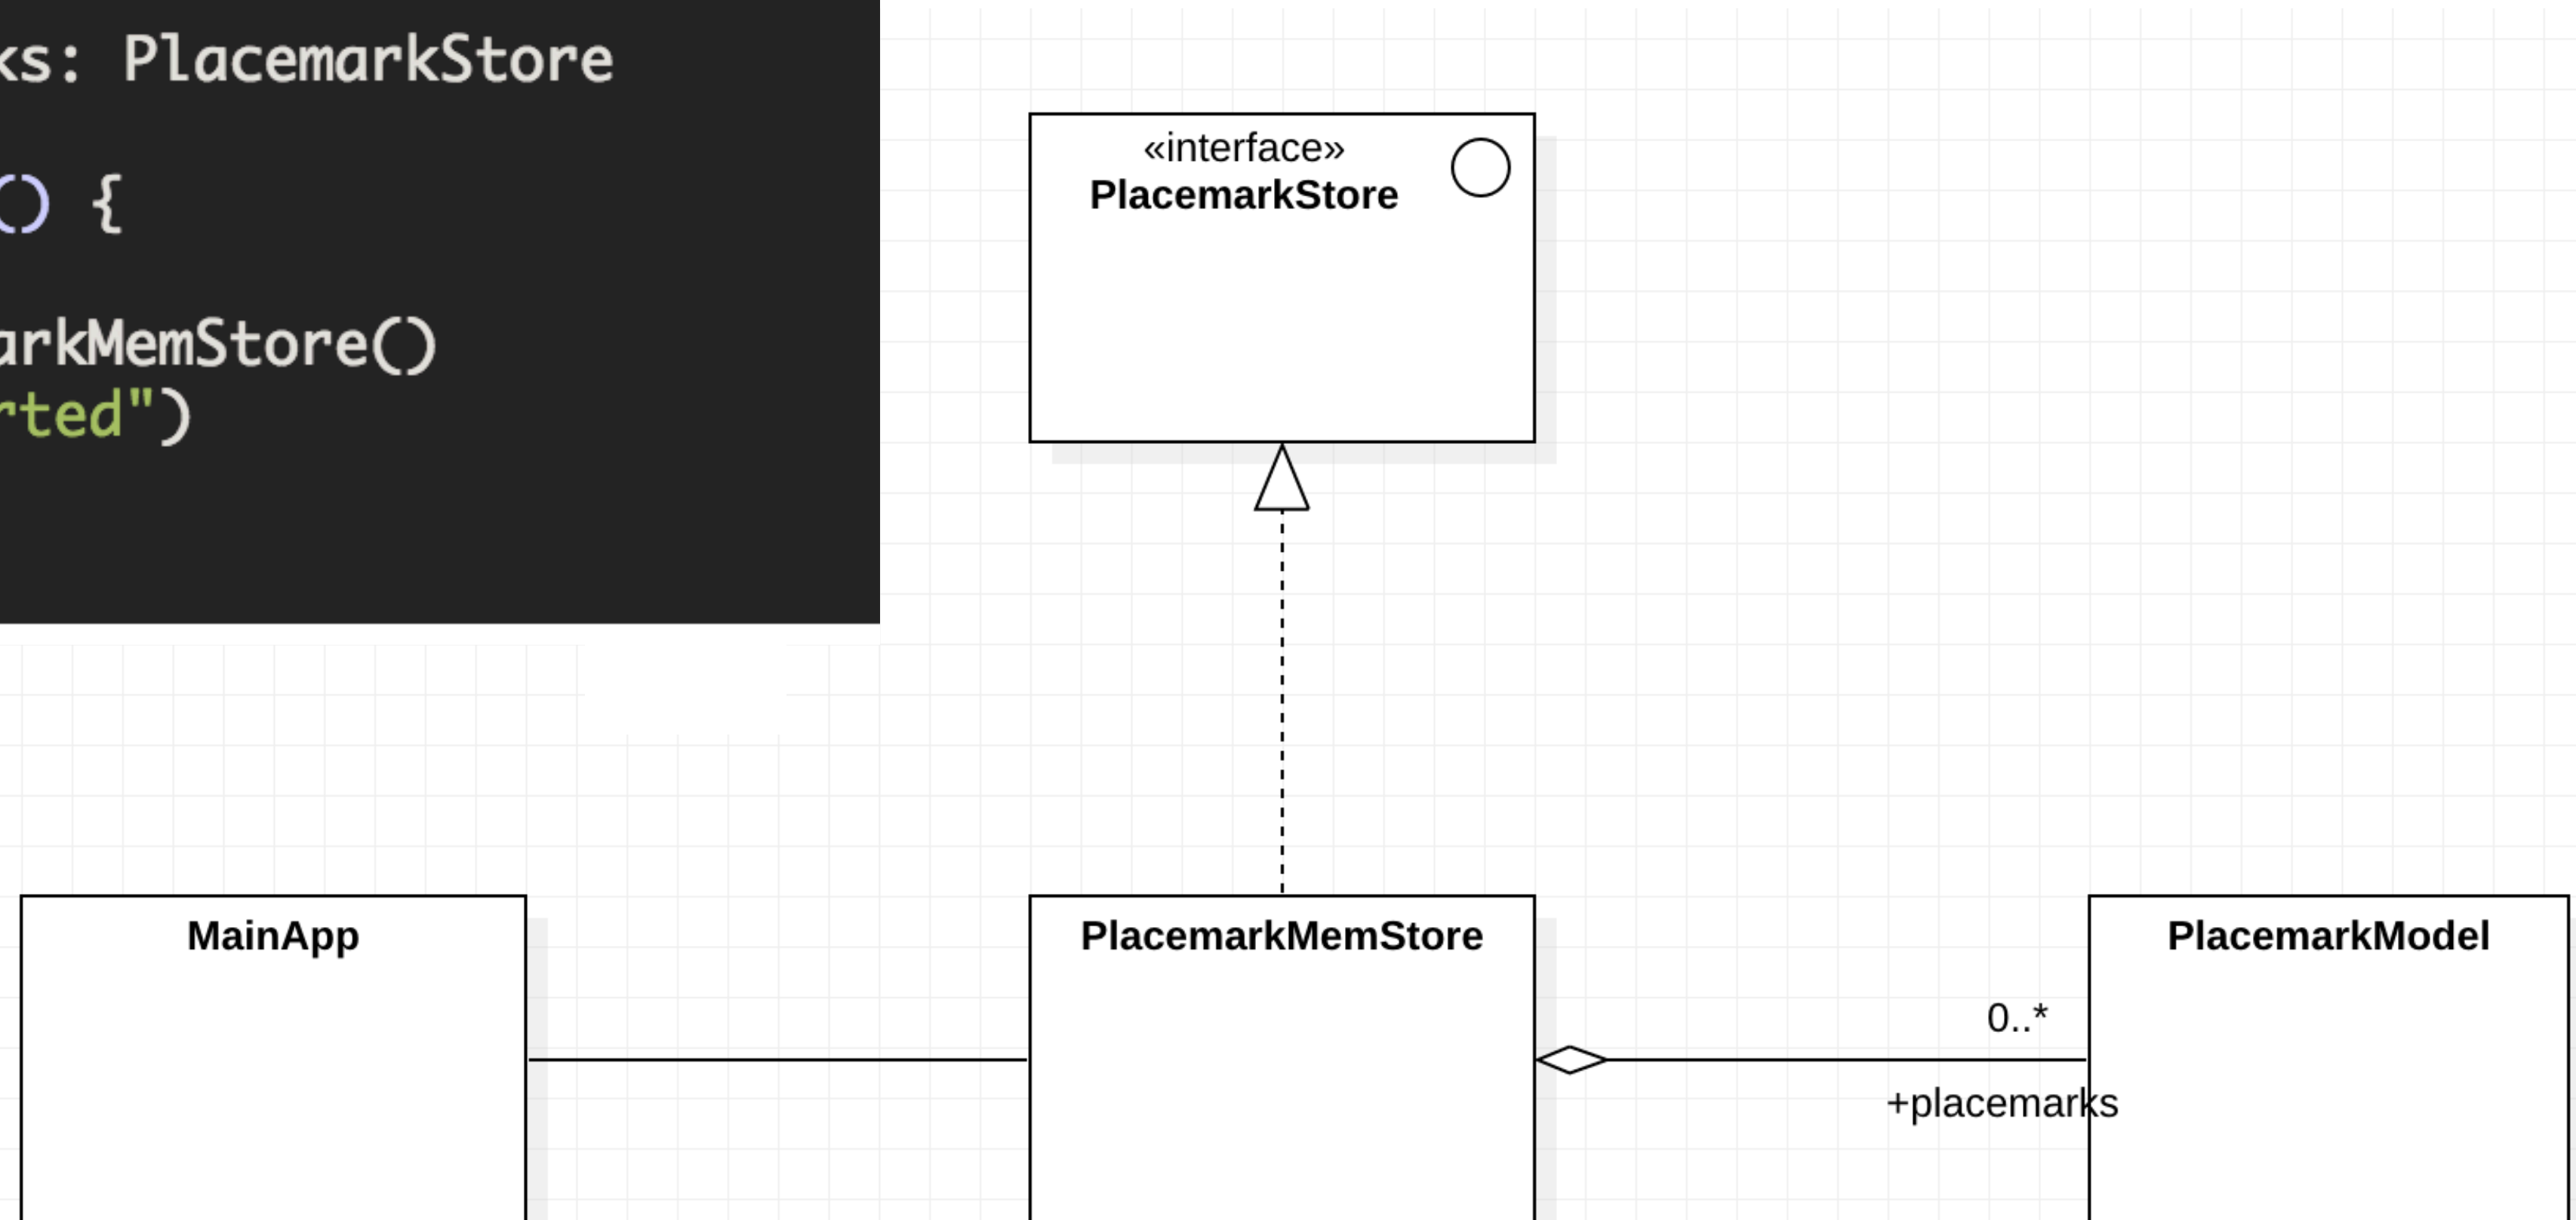 ks: PlacemarkStore
() {
arkMemStore()
rted")
«interface»
PlacemarkStore
MainApp
PlacemarkMemStore
PlacemarkModel
0..*
+placemarks